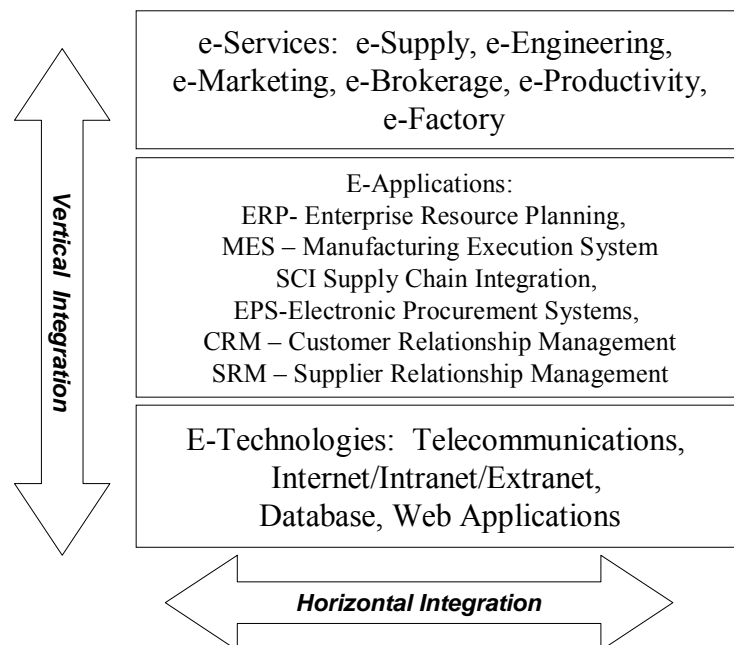 e-Services: e-Supply, e-Engineering,
e-Marketing, e-Brokerage, e-Productivity,
e-Factory
Vertical Integration
E-Applications:
ERP- Enterprise Resource Planning,
MES – Manufacturing Execution System
SCI Supply Chain Integration,
EPS-Electronic Procurement Systems,
CRM – Customer Relationship Management
SRM – Supplier Relationship Management
E-Technologies: Telecommunications,
Internet/Intranet/Extranet,
Database, Web Applications
Horizontal Integration